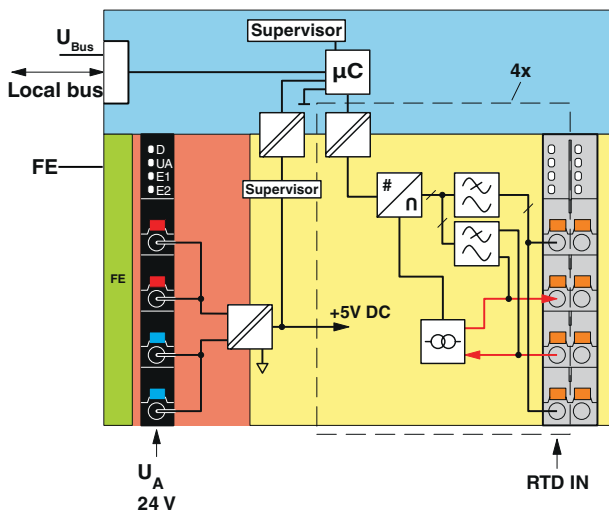 Supervisor
U Bus
µC
Local bus
4x
FE
D
UA
E1
E2
Supervisor
#
∩
FE
+5V DC
U A
24 V
RTD IN